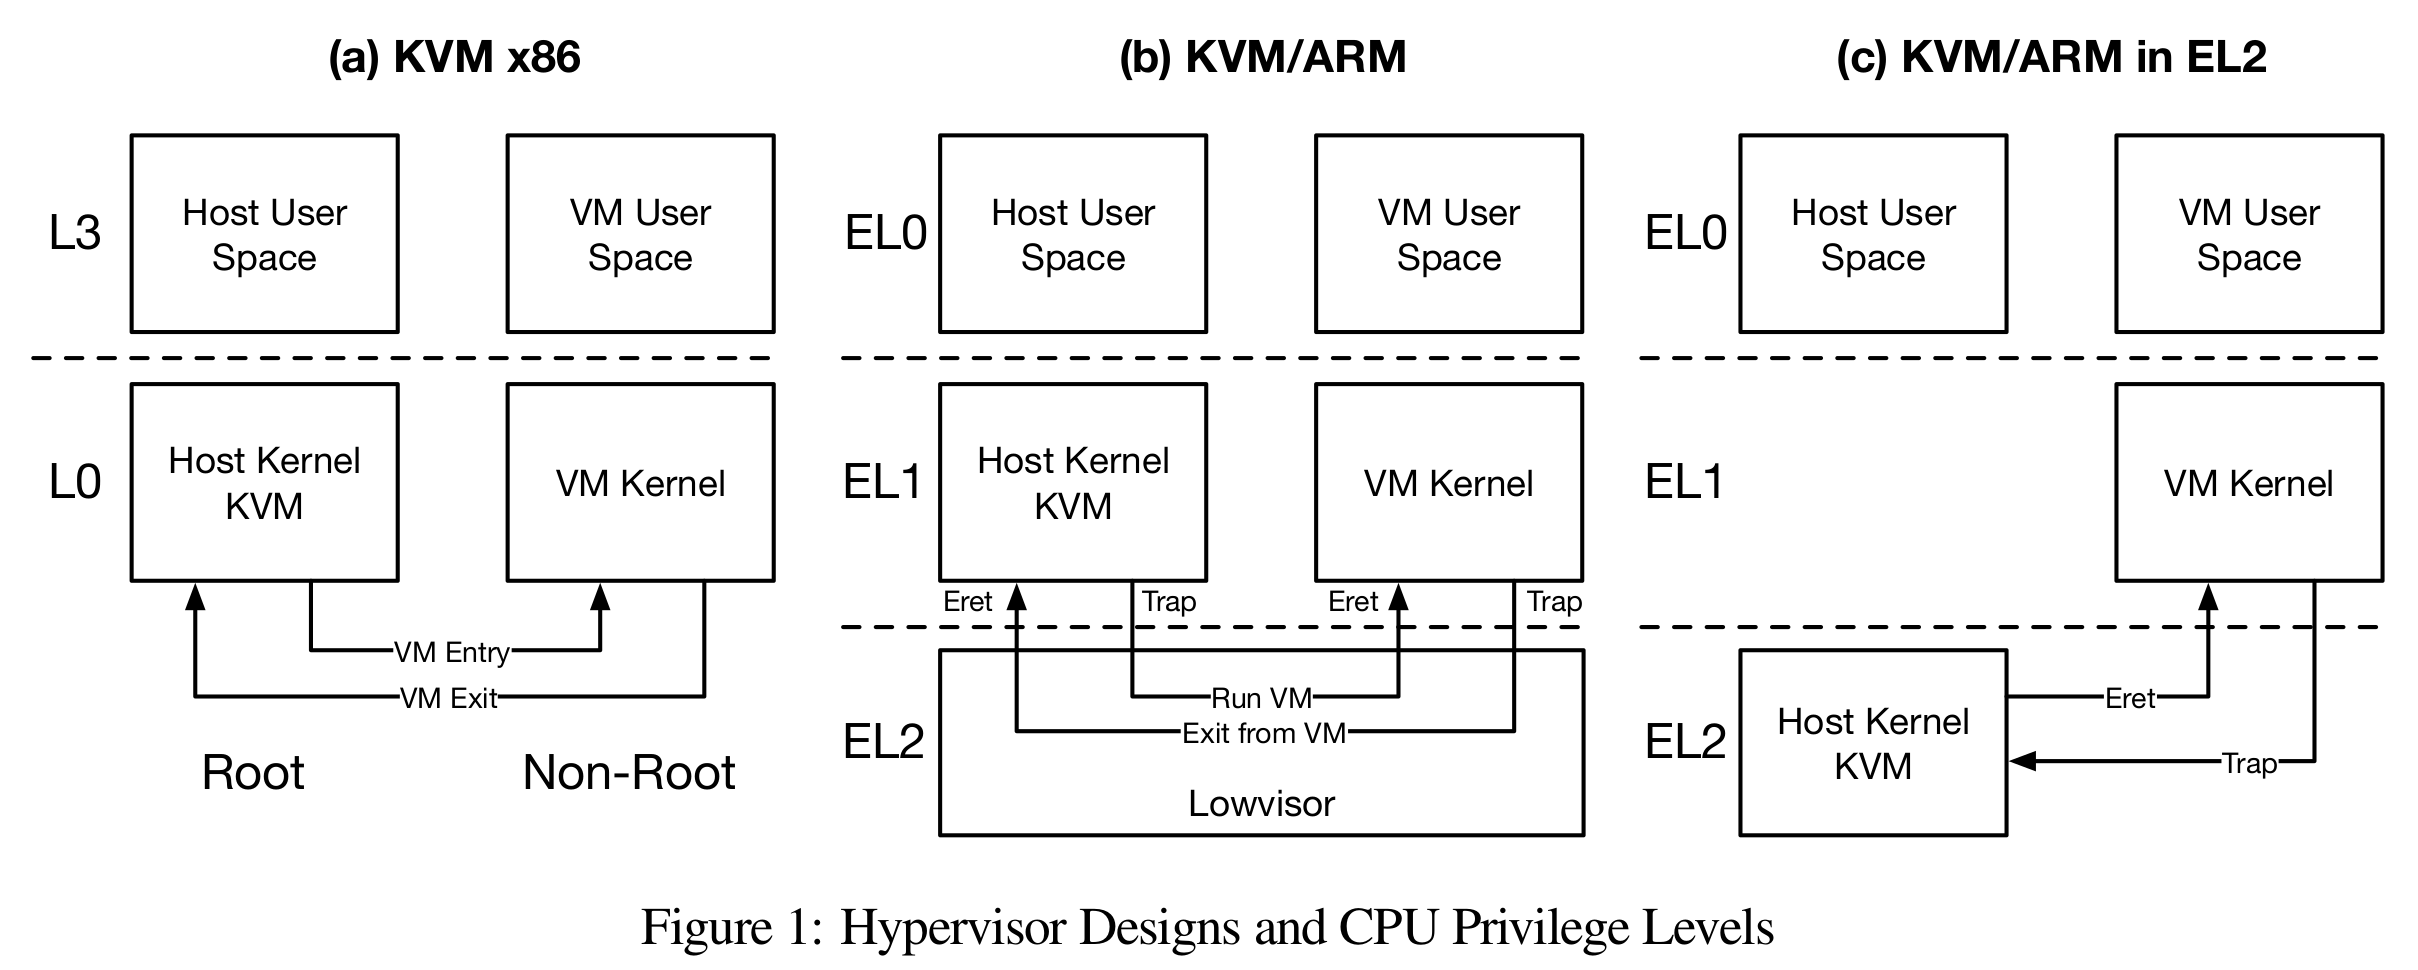 (a) KVM x86
L3
Host User
Space
VM User
Space
L0
Host Kernel
KVM
VM Kernel
VM Entry
VM Exit
Root
Non-Root
(b) KVM/ARM
EL0
Host User
Space
VM User
Space
EL1
Host Kernel
KVM
VM Kernel
Eret
Trap
Eret
Trap
EL2
Run VM
Exit from VM
Lowvisor
(c) KVM/ARM in EL2
EL0
Host User
Space
VM User
Space
EL1
VM Kernel
EL2
Host Kernel
KVM
Eret
Trap
Figure 1: Hypervisor Designs and CPU Privilege Levels